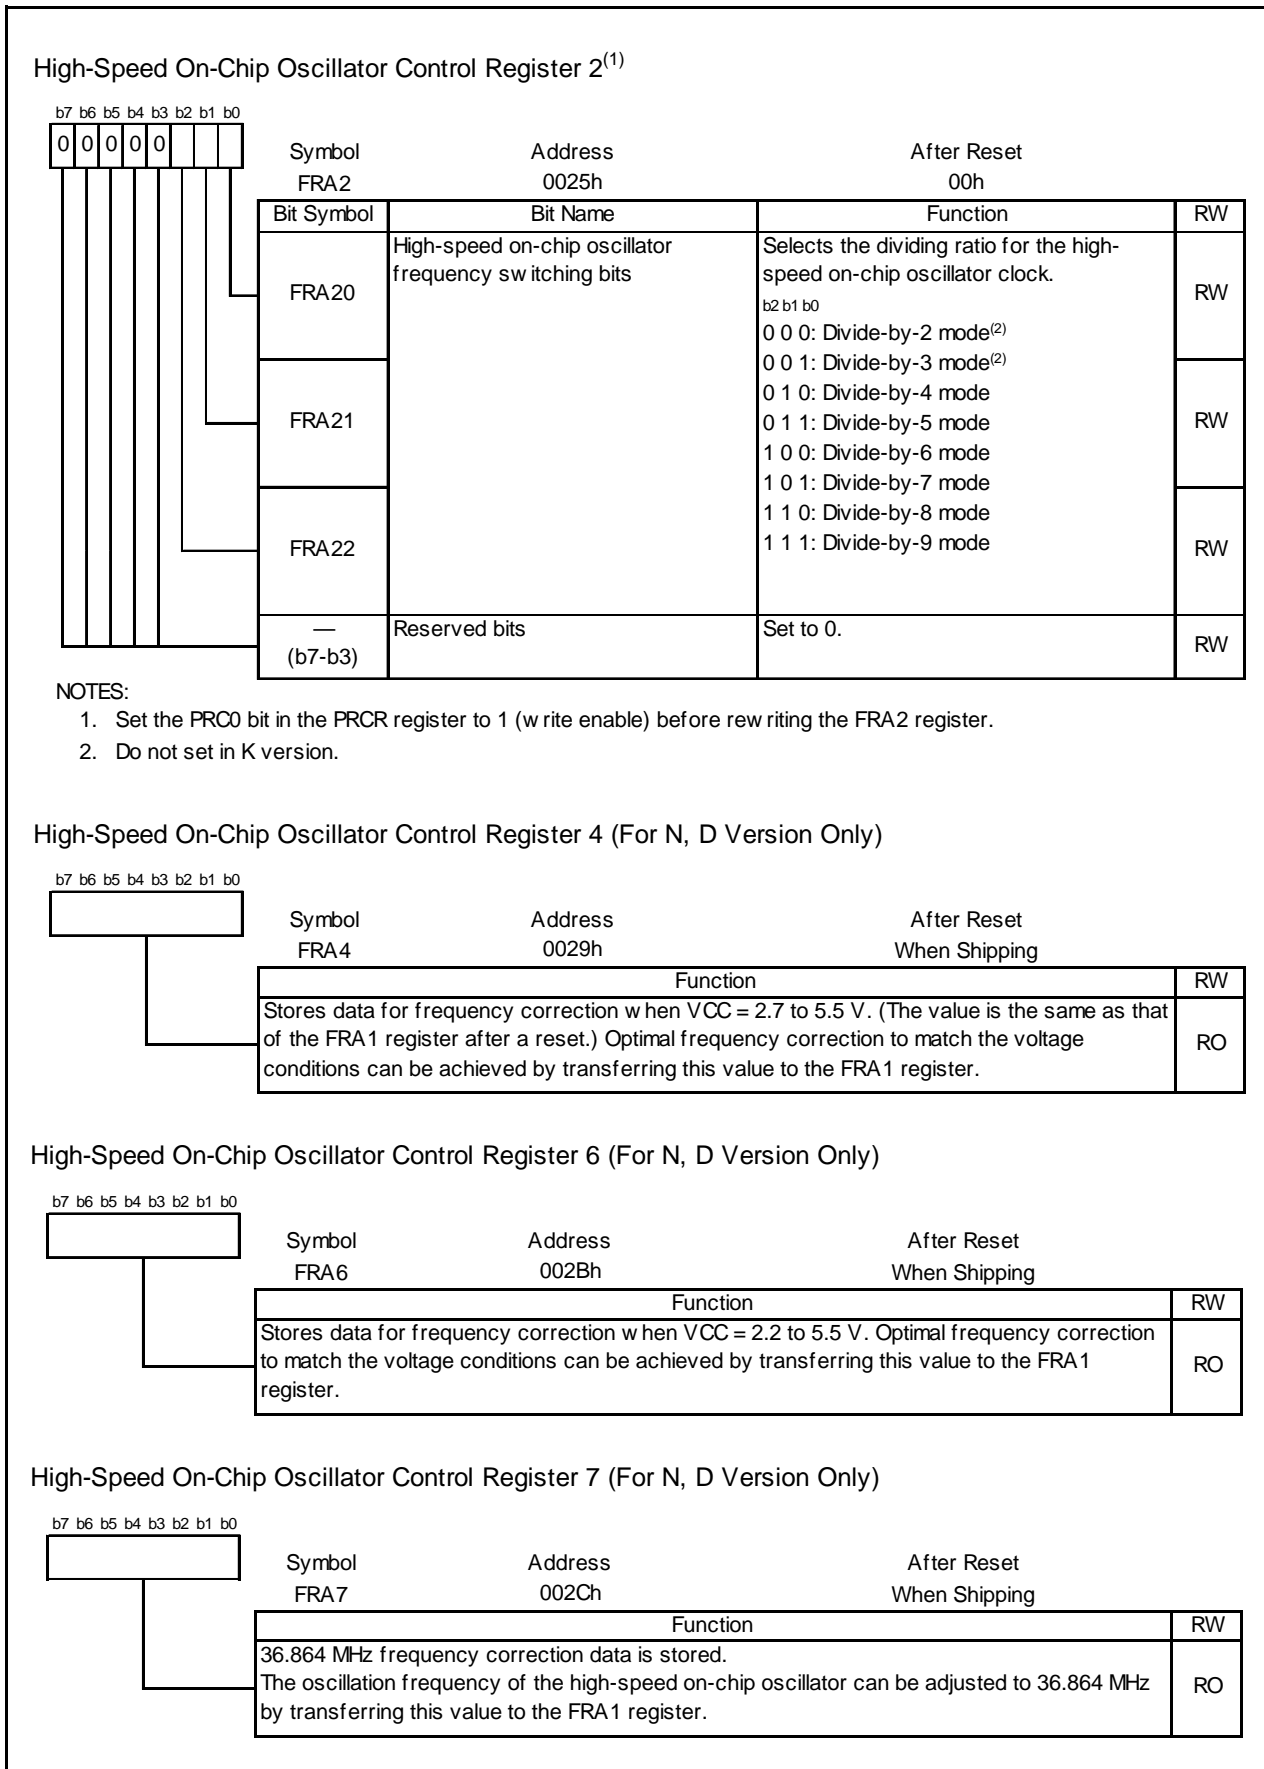 High-Speed On-Chip Oscillator Control Register 2(1)
b7 b6 b5 b4 b3 b2 b1 b0
0 0 0 0 0
Symbol Address After Reset
FRA2 0025h 00h
Bit Symbol Bit Name Function RW
FRA20 High-speed on-chip oscillator frequency switching bits Selects the dividing ratio for the high-speed on-chip oscillator clock. RW
b2 b1 b0
0 0 0: Divide-by-2 mode(2)
0 0 1: Divide-by-3 mode(2)
0 1 0: Divide-by-4 mode
FRA21 0 1 1: Divide-by-5 mode RW
1 0 0: Divide-by-6 mode
1 0 1: Divide-by-7 mode
1 1 0: Divide-by-8 mode
FRA22 1 1 1: Divide-by-9 mode RW
— Reserved bits Set to 0. RW
(b7-b3)
NOTES:
1. Set the PRC0 bit in the PRCR register to 1 (write enable) before rewriting the FRA2 register.
2. Do not set in K version.
High-Speed On-Chip Oscillator Control Register 4 (For N, D Version Only)
b7 b6 b5 b4 b3 b2 b1 b0
Symbol Address After Reset
FRA4 0029h When Shipping
Function RW
Stores data for frequency correction when VCC = 2.7 to 5.5 V. (The value is the same as that
of the FRA1 register after a reset.) Optimal frequency correction to match the voltage RO
conditions can be achieved by transferring this value to the FRA1 register.
High-Speed On-Chip Oscillator Control Register 6 (For N, D Version Only)
b7 b6 b5 b4 b3 b2 b1 b0
Symbol Address After Reset
FRA6 002Bh When Shipping
Function RW
Stores data for frequency correction when VCC = 2.2 to 5.5 V. Optimal frequency correction
to match the voltage conditions can be achieved by transferring this value to the FRA1 RO
register.
High-Speed On-Chip Oscillator Control Register 7 (For N, D Version Only)
b7 b6 b5 b4 b3 b2 b1 b0
Symbol Address After Reset
FRA7 002Ch When Shipping
Function RW
36.864 MHz frequency correction data is stored.
The oscillation frequency of the high-speed on-chip oscillator can be adjusted to 36.864 MHz RO
by transferring this value to the FRA1 register.